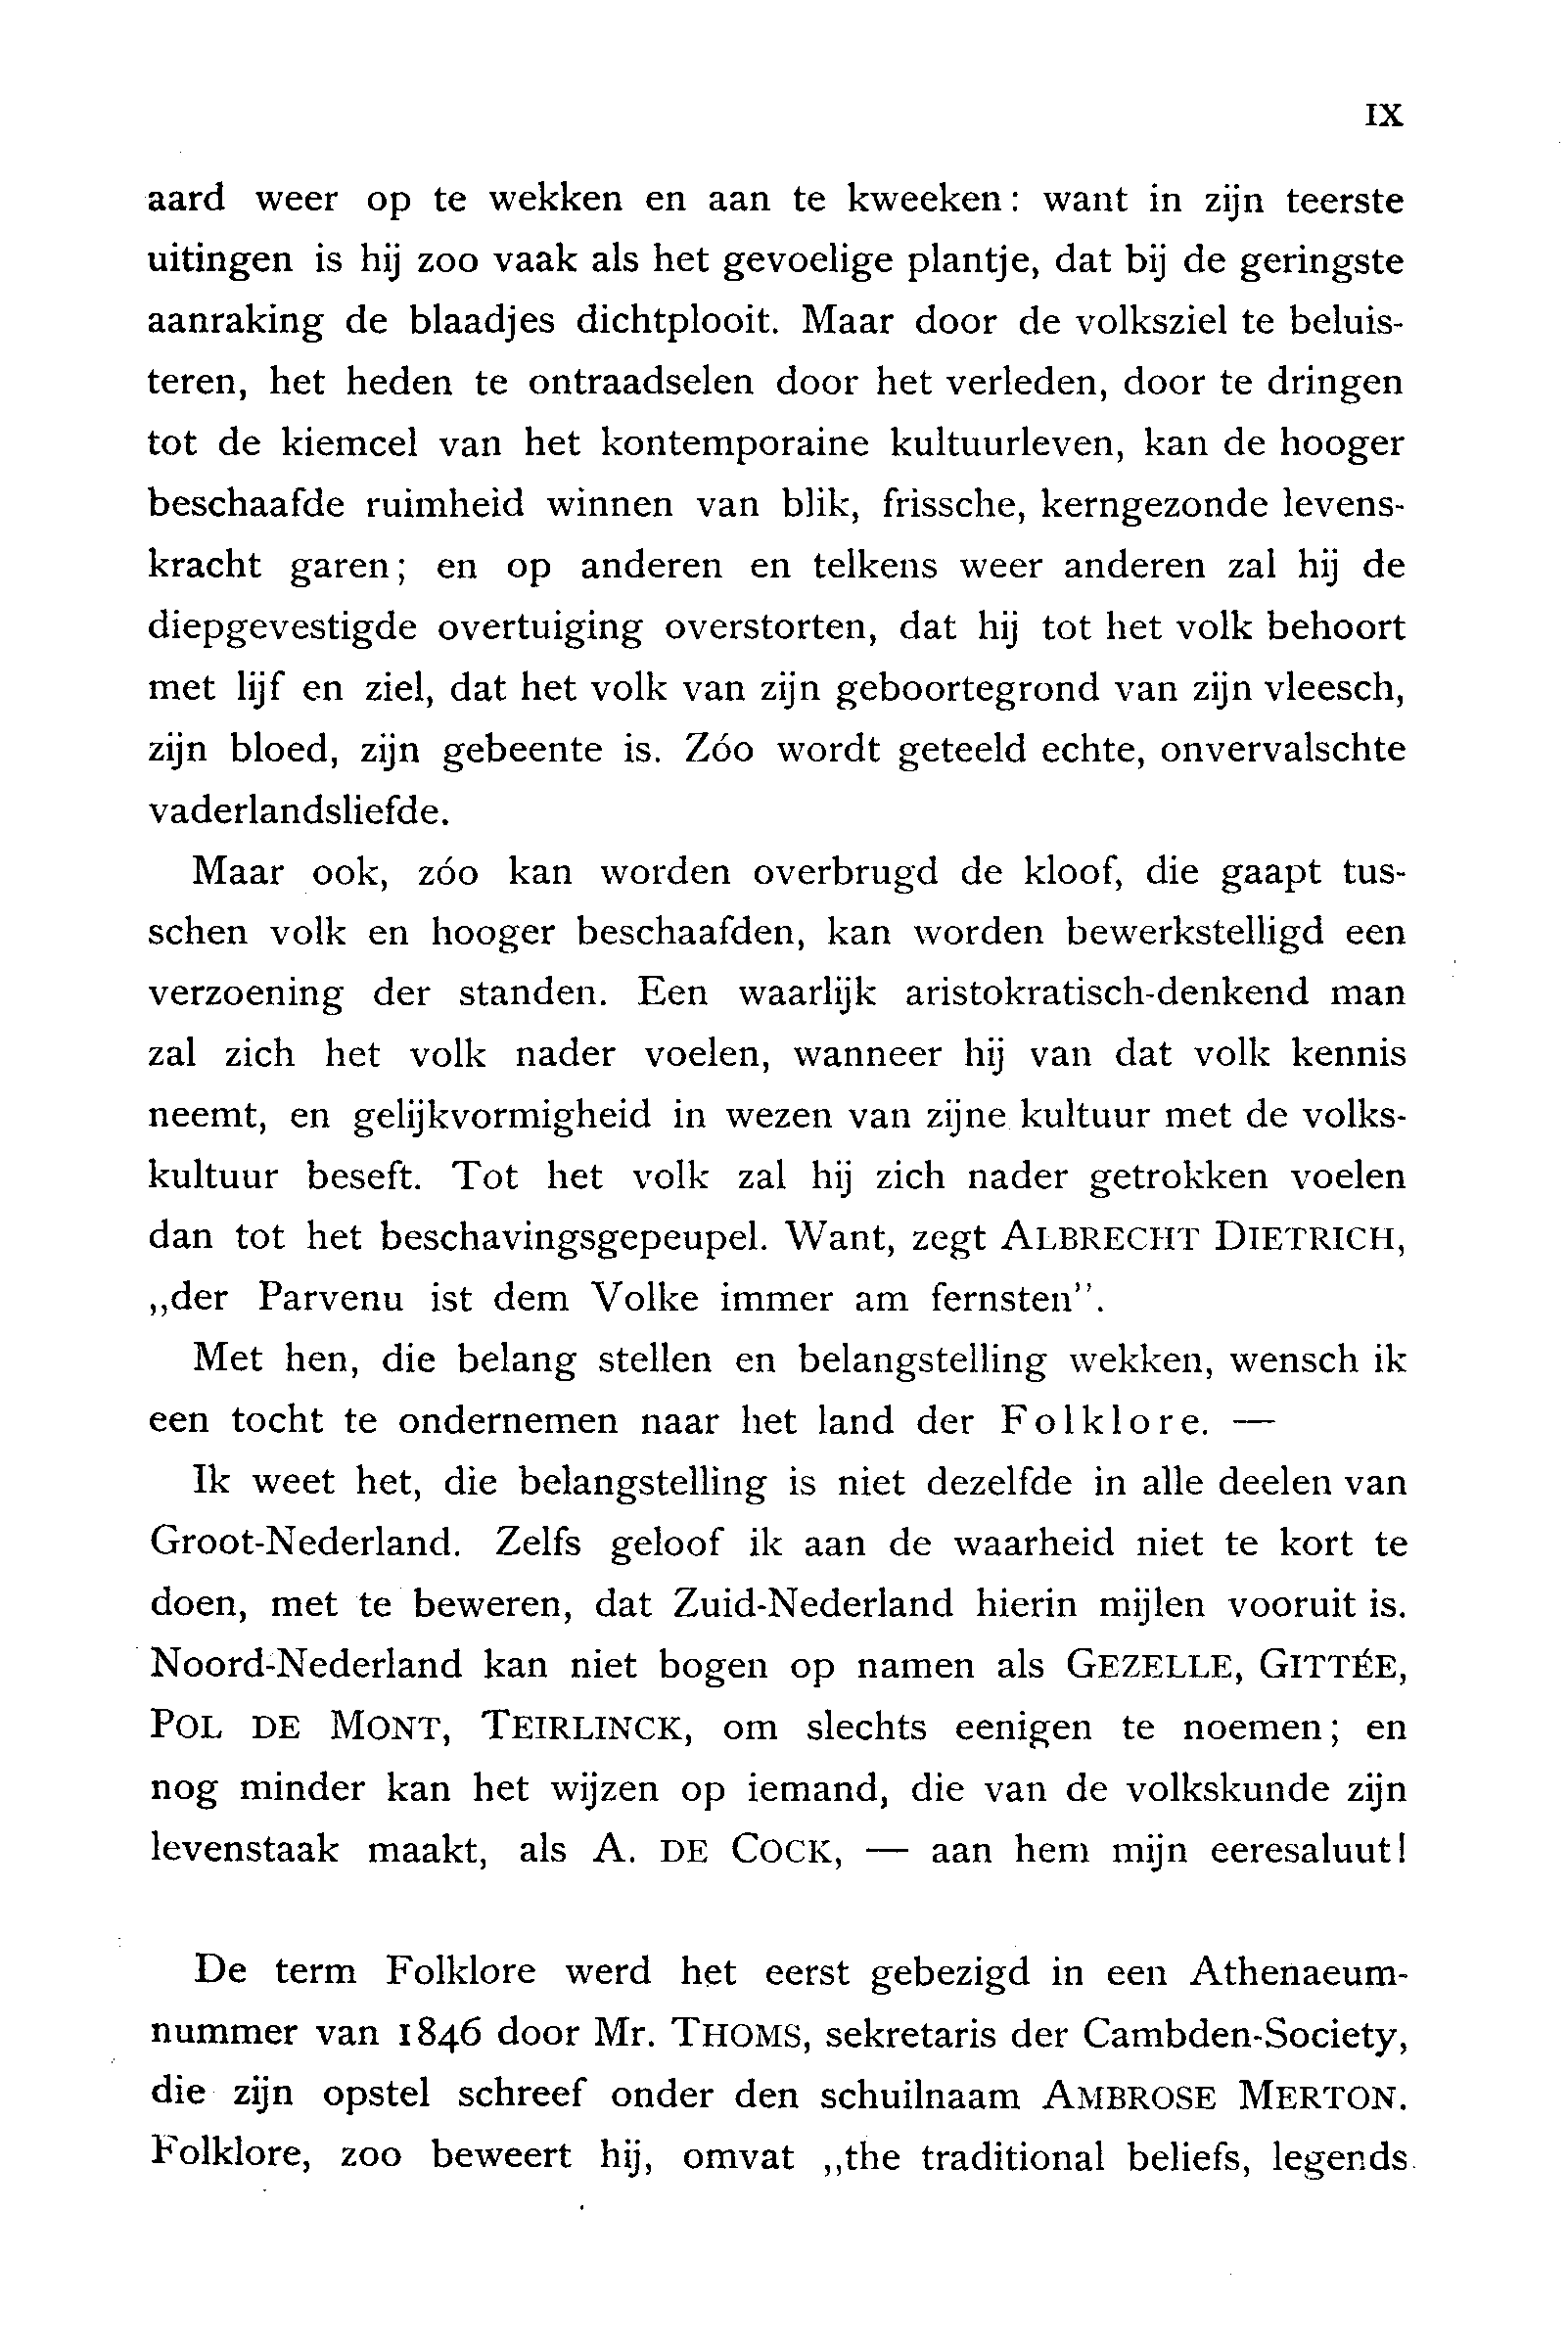 IX
aard weer op te wekken en aan te kweeken: want in zijn teerste
uitingen is hij zoo vaak als het gevoelige plantje, dat bij de geringste
aanraking de blaadjes dichtplooit. Maar door de volksziel te beluis-
teren, het heden te ontraadselen door het verleden, door te dringen
tot de kiemcel van het kontemporaine kultuurleven, kan de hooger
beschaafde ruimheid winnen van blik, frissche, kerngezonde levens-
kracht garen; en op anderen en telkens weer anderen zal hij de
diepgevestigde overtuiging overstorten, dat hij tot het volk behoort
met lijf en ziel, dat het volk van zijn geboortegrond van zijn vleesch,
zijn bloed, zijn gebeente is. Zóo wordt geteeld echte, onvervalschte
vaderlandsliefde.
Maar ook, zóo kan worden overbrugd de kloof, die gaapt tus-
schen volk en hooger beschaafden, kan worden bewerkstelligd een
verzoening der standen. Een waarlijk aristokratisch-denkend man
zal zich het volk nader voelen, wanneer hij van dat volk kennis
neemt, en gelijkvormigheid in wezen van zijne kultuur met de volks-
kultuur beseft. Tot het volk zal hij zich nader getrokken voelen
dan tot het beschavingsgepeupel. Want, zegt ALBRECHT DIETRICH,
„der Parvenu ist dem Volke immer am fernsten”.
Met hen, die belang stellen en belangstelling wekken, wensch ik
een tocht te ondernemen naar het land der Folklore. —
Ik weet het, die belangstelling is niet dezelfde in alle deelen van
Groot-Nederland. Zelfs geloof ik aan de waarheid niet te kort te
doen, met te beweren, dat Zuid-Nederland hierin mijlen vooruit is.
Noord-Nederland kan niet bogen op namen als GEZELLE, GITTÉE,
POL DE MONT, TEIRLINCK, om slechts eenigen te noemen; en
nog minder kan het wijzen op iemand, die van de volkskunde zijn
levenstaak maakt, als A. DE COCK, — aan hem mijn eeresaluut!
De term Folklore werd het eerst gebezigd in een Athenaeum-
nummer van 1846 door Mr. THOMS, sekretaris der Cambden-Society,
die zijn opstel schreef onder den schuilnaam AMBROSE MERTON.
Folklore, zoo beweert hij, omvat „the traditional beliefs, legends